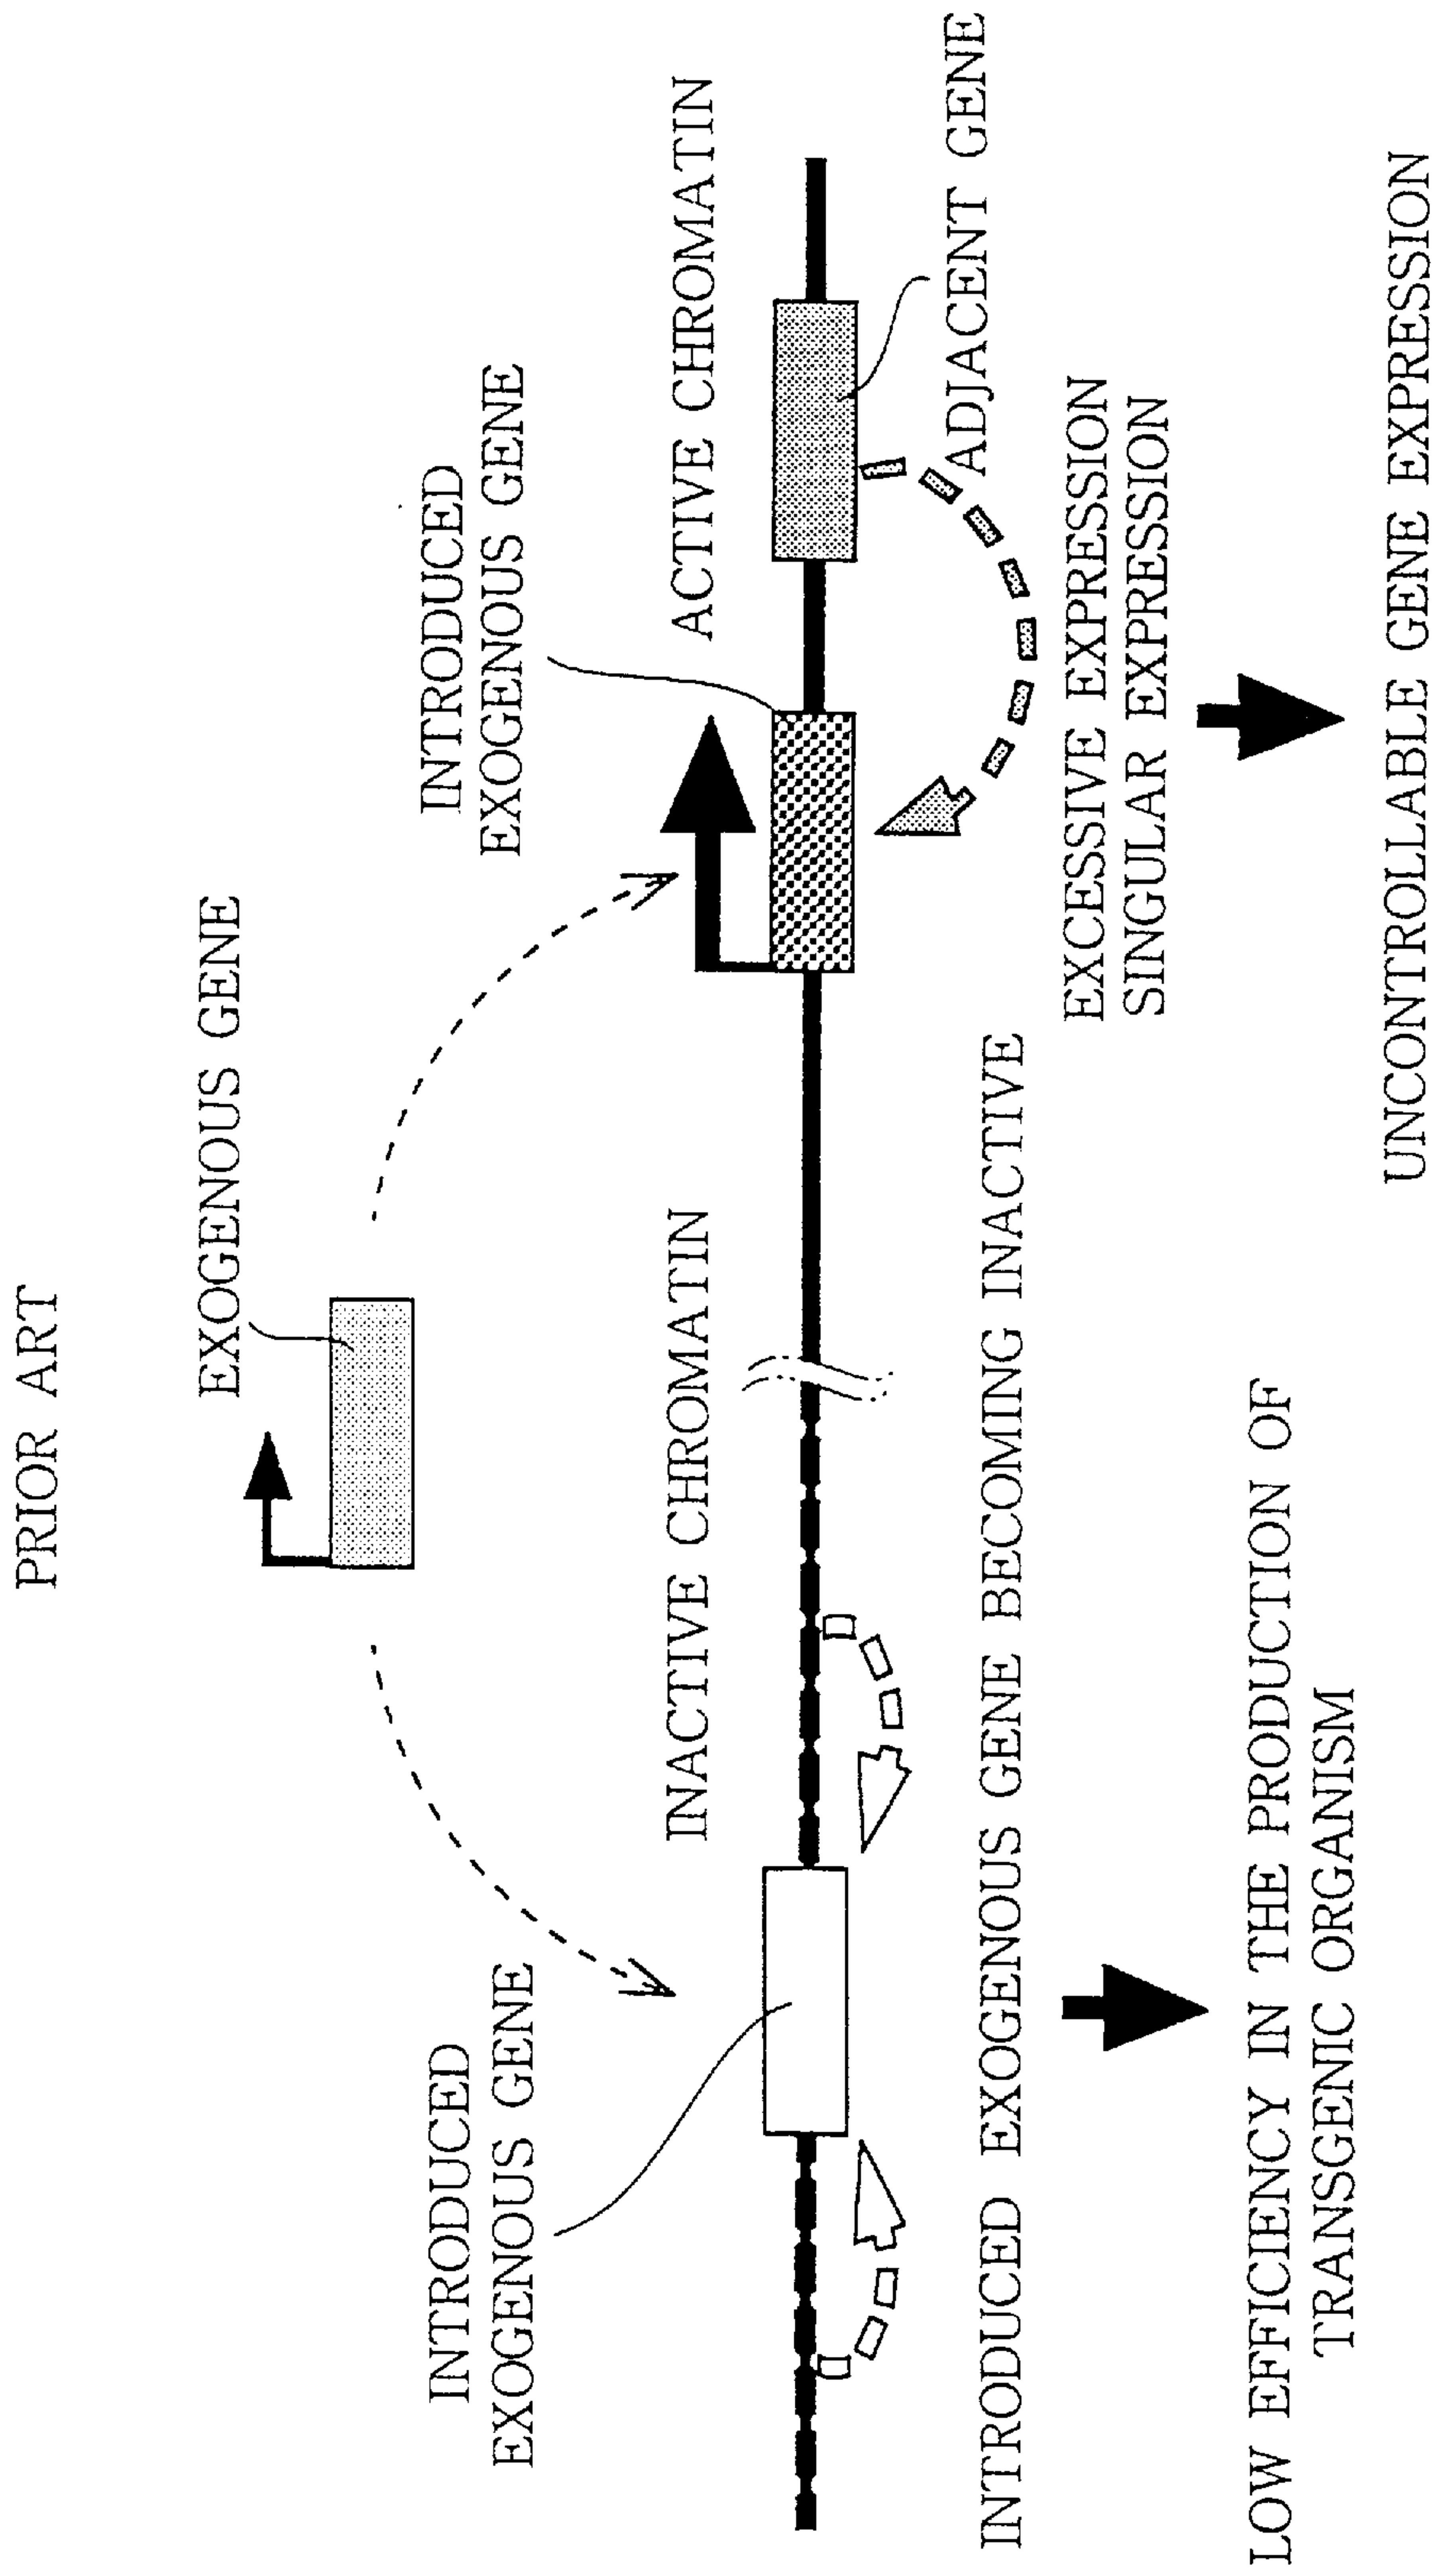 PRIOR ART
EXOGENOUS GENE
INTRODUCED
EXOGENOUS GENE
INTRODUCED
EXOGENOUS GENE
INACTIVE CHROMATIN
ACTIVE CHROMATIN
ADJACENT GENE
INTRODUCED EXOGENOUS GENE BECOMING INACTIVE
EXCESSIVE EXPRESSION
SINGULAR EXPRESSION
LOW EFFICIENCY IN THE PRODUCTION OF
TRANSGENIC ORGANISM
UNCONTROLLABLE GENE EXPRESSION